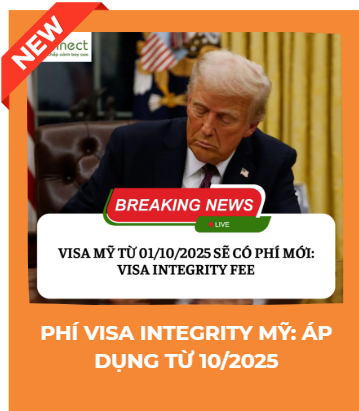 NEW
BREAKING NEWS
LIVE
VISA MỸ TỪ 01/10/2025 SẼ CÓ PHÍ MỚI:
VISA INTEGRITY FEE
PHÍ VISA INTEGRITY MỸ: ÁP
DỤNG TỪ 10/2025